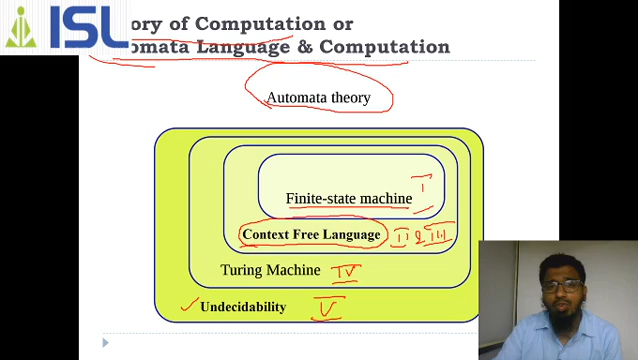 ISL
ory of Computation or
omata Language & Computation
Automata theory
Finite-state machine I
Context Free Language II & III
Turing Machine IV
Undecidability V